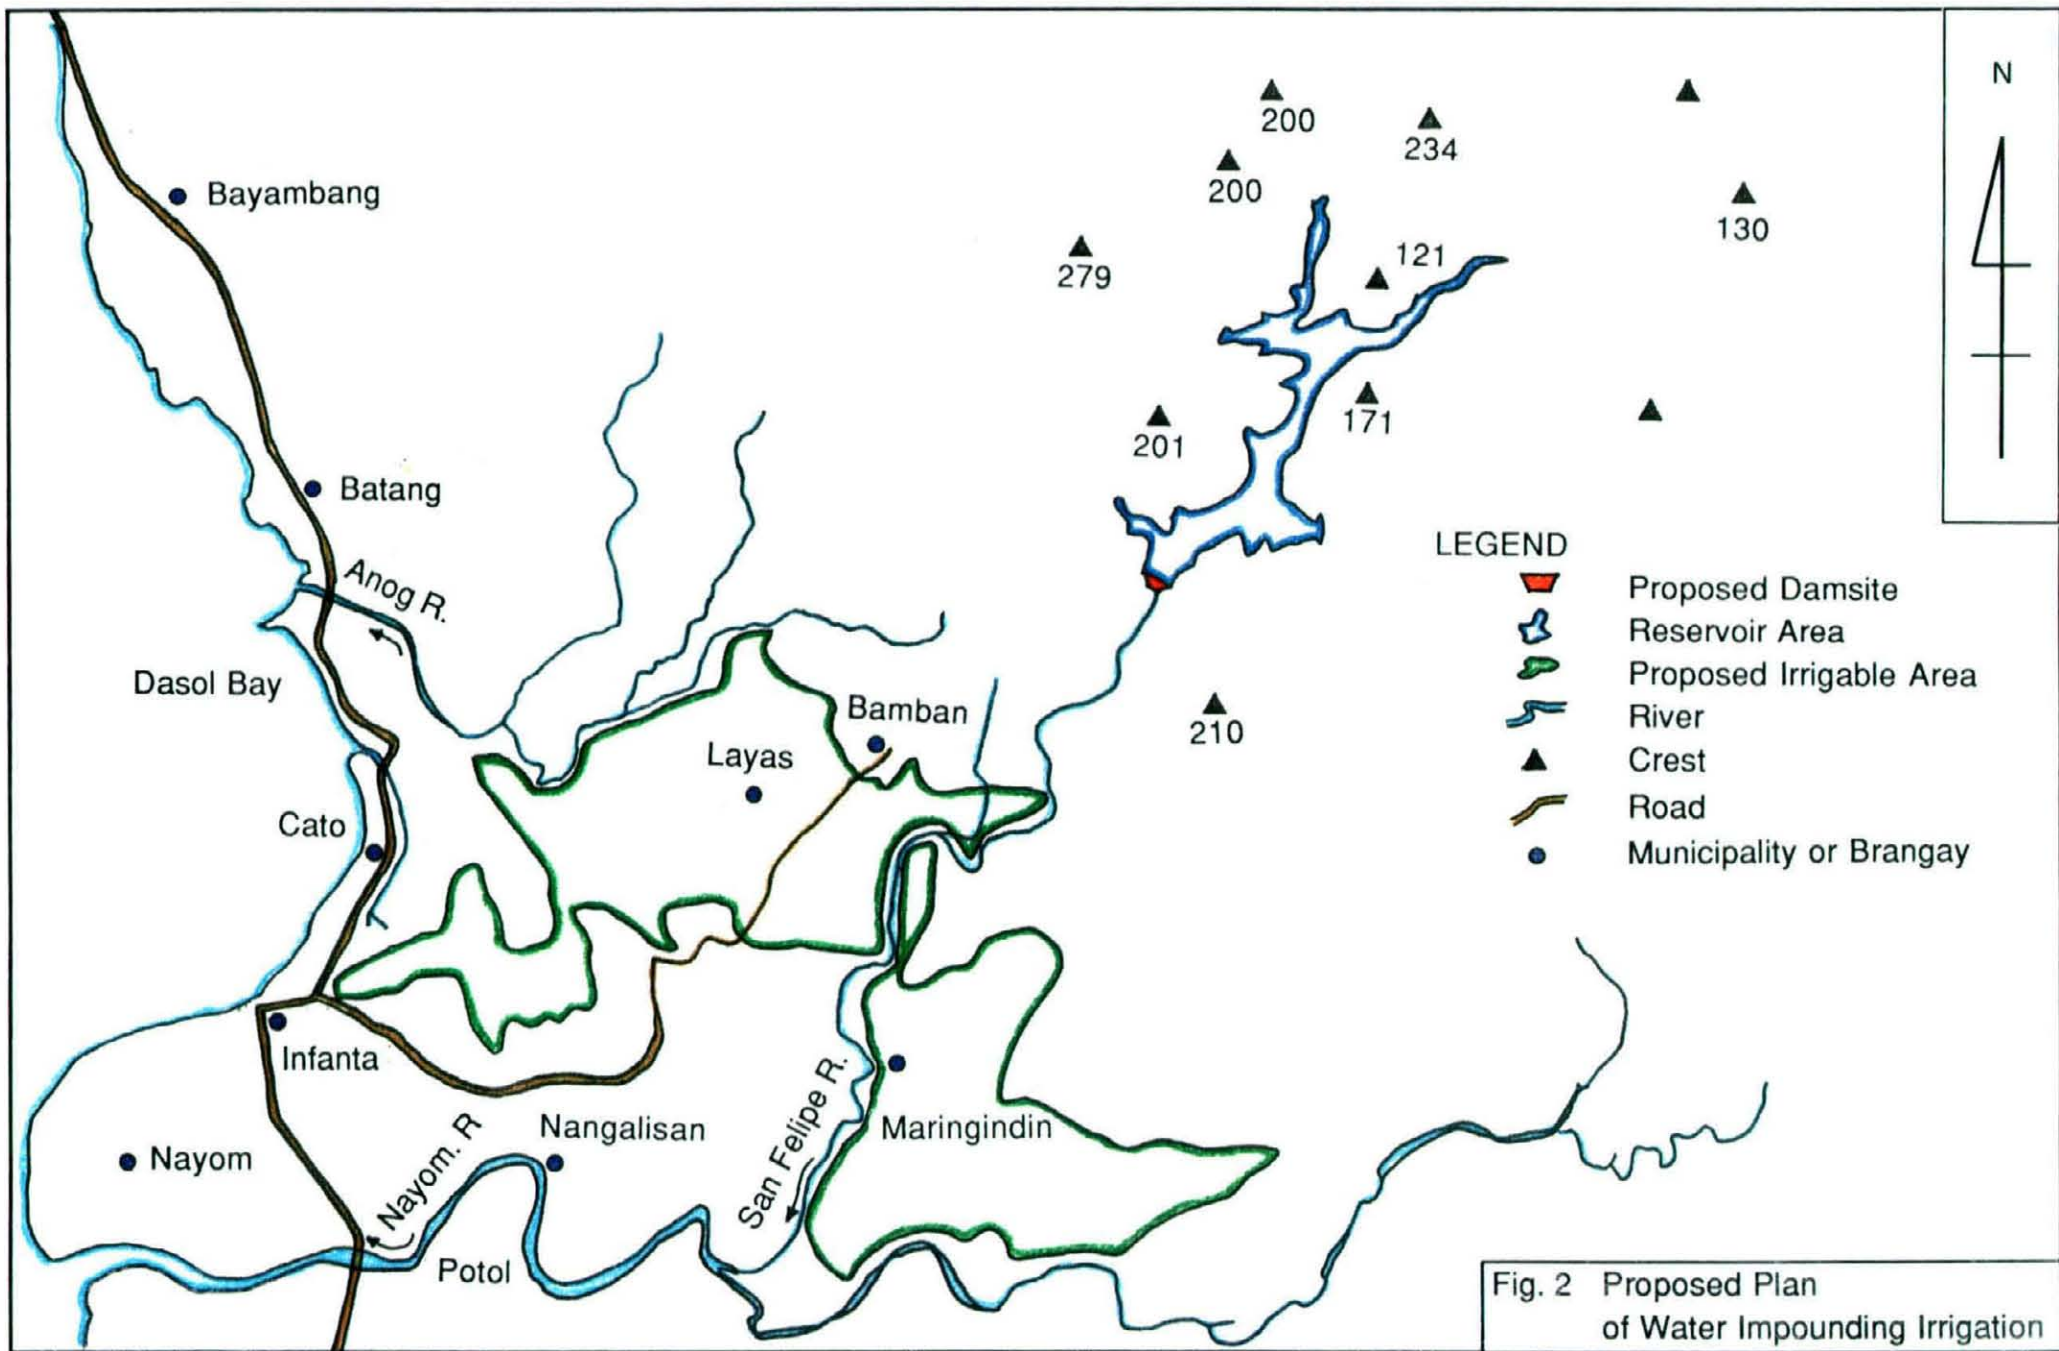 N
200
234
200
130
Bayambang
121
279
171
201
Batang
LEGEND
Proposed Damsite
Reservoir Area
Proposed Irrigable Area
River
Crest
Road
Municipality or Brangay
Anog R.
Dasol Bay
Bamban
210
Layas
Cato
Infanta
Nangalisan
Maringindin
San Felipe R.
Nayom
Nayom. R
Potol
Fig. 2 Proposed Plan
of Water Impounding Irrigation